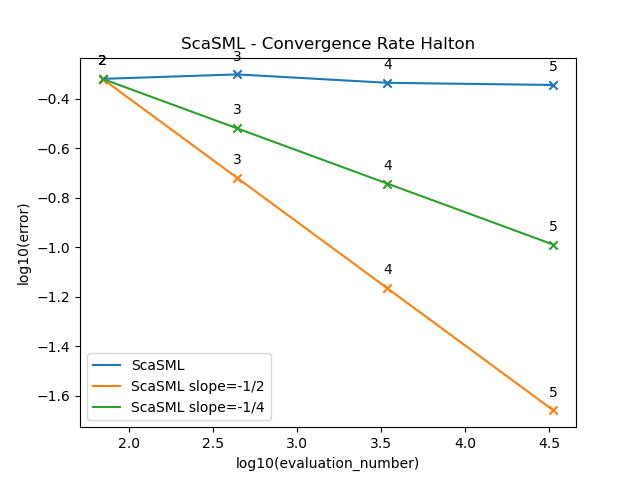 ScaSML - Convergence Rate Halton
2
3
4
5
3
4
5
3
4
5
−0.4
−0.6
−0.8
−1.0
−1.2
−1.4
−1.6
log10(error)
ScaSML
ScaSML slope=-1/2
ScaSML slope=-1/4
2.0 2.5 3.0 3.5 4.0 4.5
log10(evaluation_number)